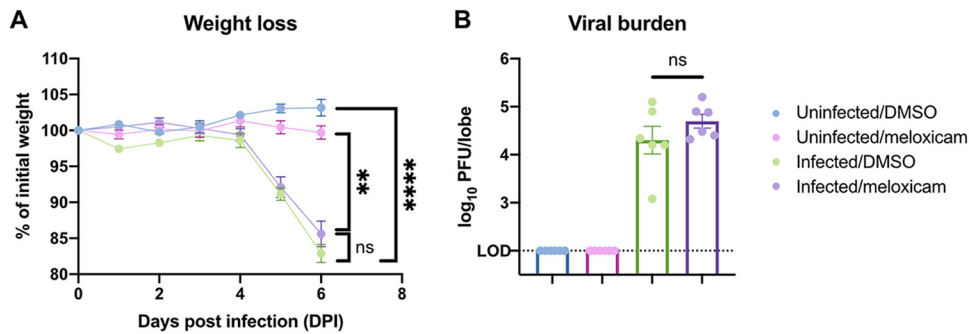 A
Weight loss
% of initial weight
110
105
100
95
90
85
80
0
2
4
6
8
Days post infection (DPI)
**
****
ns
B
Viral burden
log10 PFU/lobe
6
5
4
3
LOD
ns
Uninfected/DMSO
Uninfected/meloxicam
Infected/DMSO
Infected/meloxicam